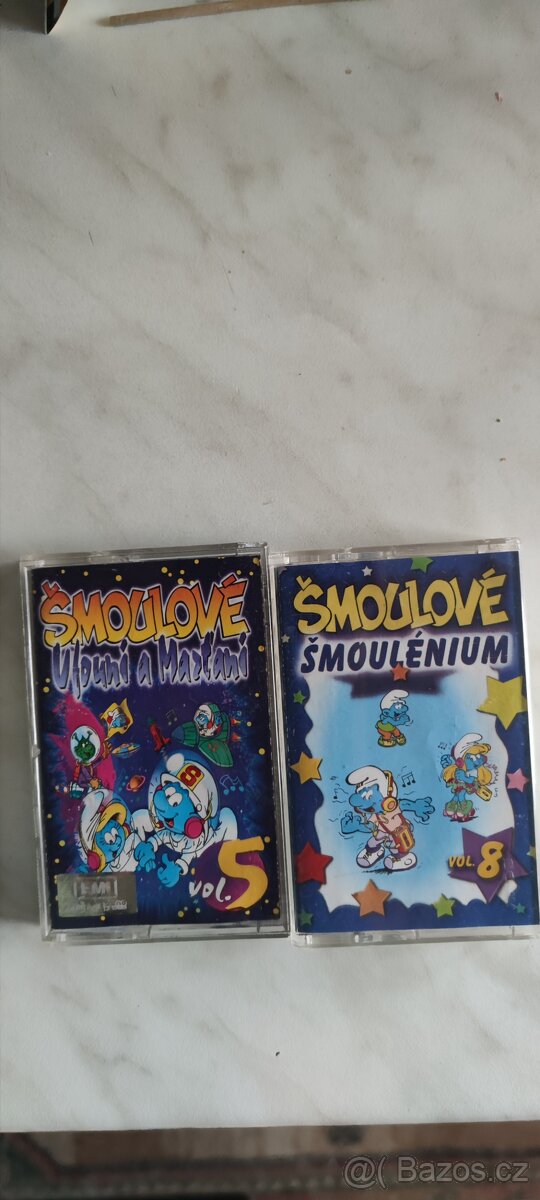 ŠMOULOVÉ
Ufouni a Marťani
VOL. 5
EMI
S
ŠMOULOVÉ
ŠMOULÉNIUM
VOL. 8
@( Bazos.cz